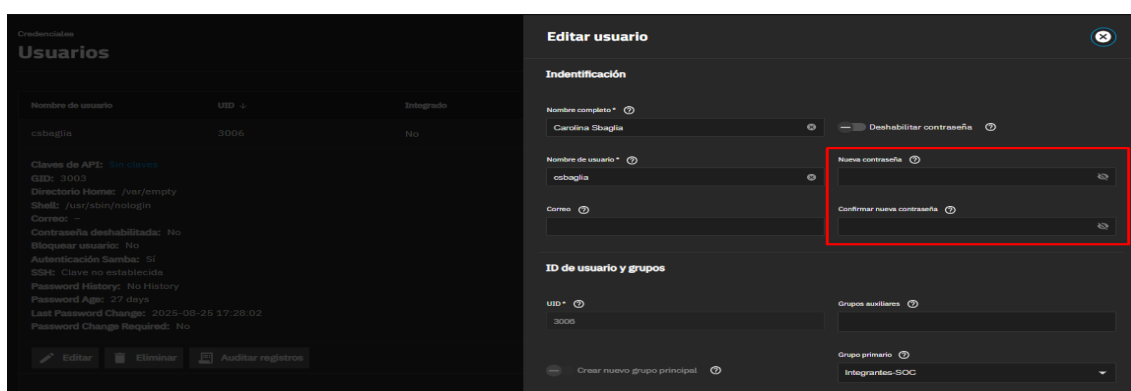 Credenciales
Usuarios
Nombre de usuario UID ↓ Integrado
csbaglia 3006 No
Claves de API: Sin claves
GID: 3003
Directorio Home: /var/empty
Shell: /usr/sbin/nologin
Correo: –
Contraseña deshabilitada: No
Bloquear usuario: No
Autenticación Samba: Sí
SSH: Clave no establecida
Password History: No History
Password Age: 27 days
Last Password Change: 2025-08-25 17:28:02
Password Change Required: No
Editar Eliminar Auditar registros
Editar usuario
Indentificación
Nombre completo *
Carolina Sbaglia
Deshabilitar contraseña
Nombre de usuario *
csbaglia
Nueva contraseña
Correo
Confirmar nueva contraseña
ID de usuario y grupos
UID *
3006
Grupos auxiliares
Crear nuevo grupo principal
Grupo primario
Integrantes-SOC